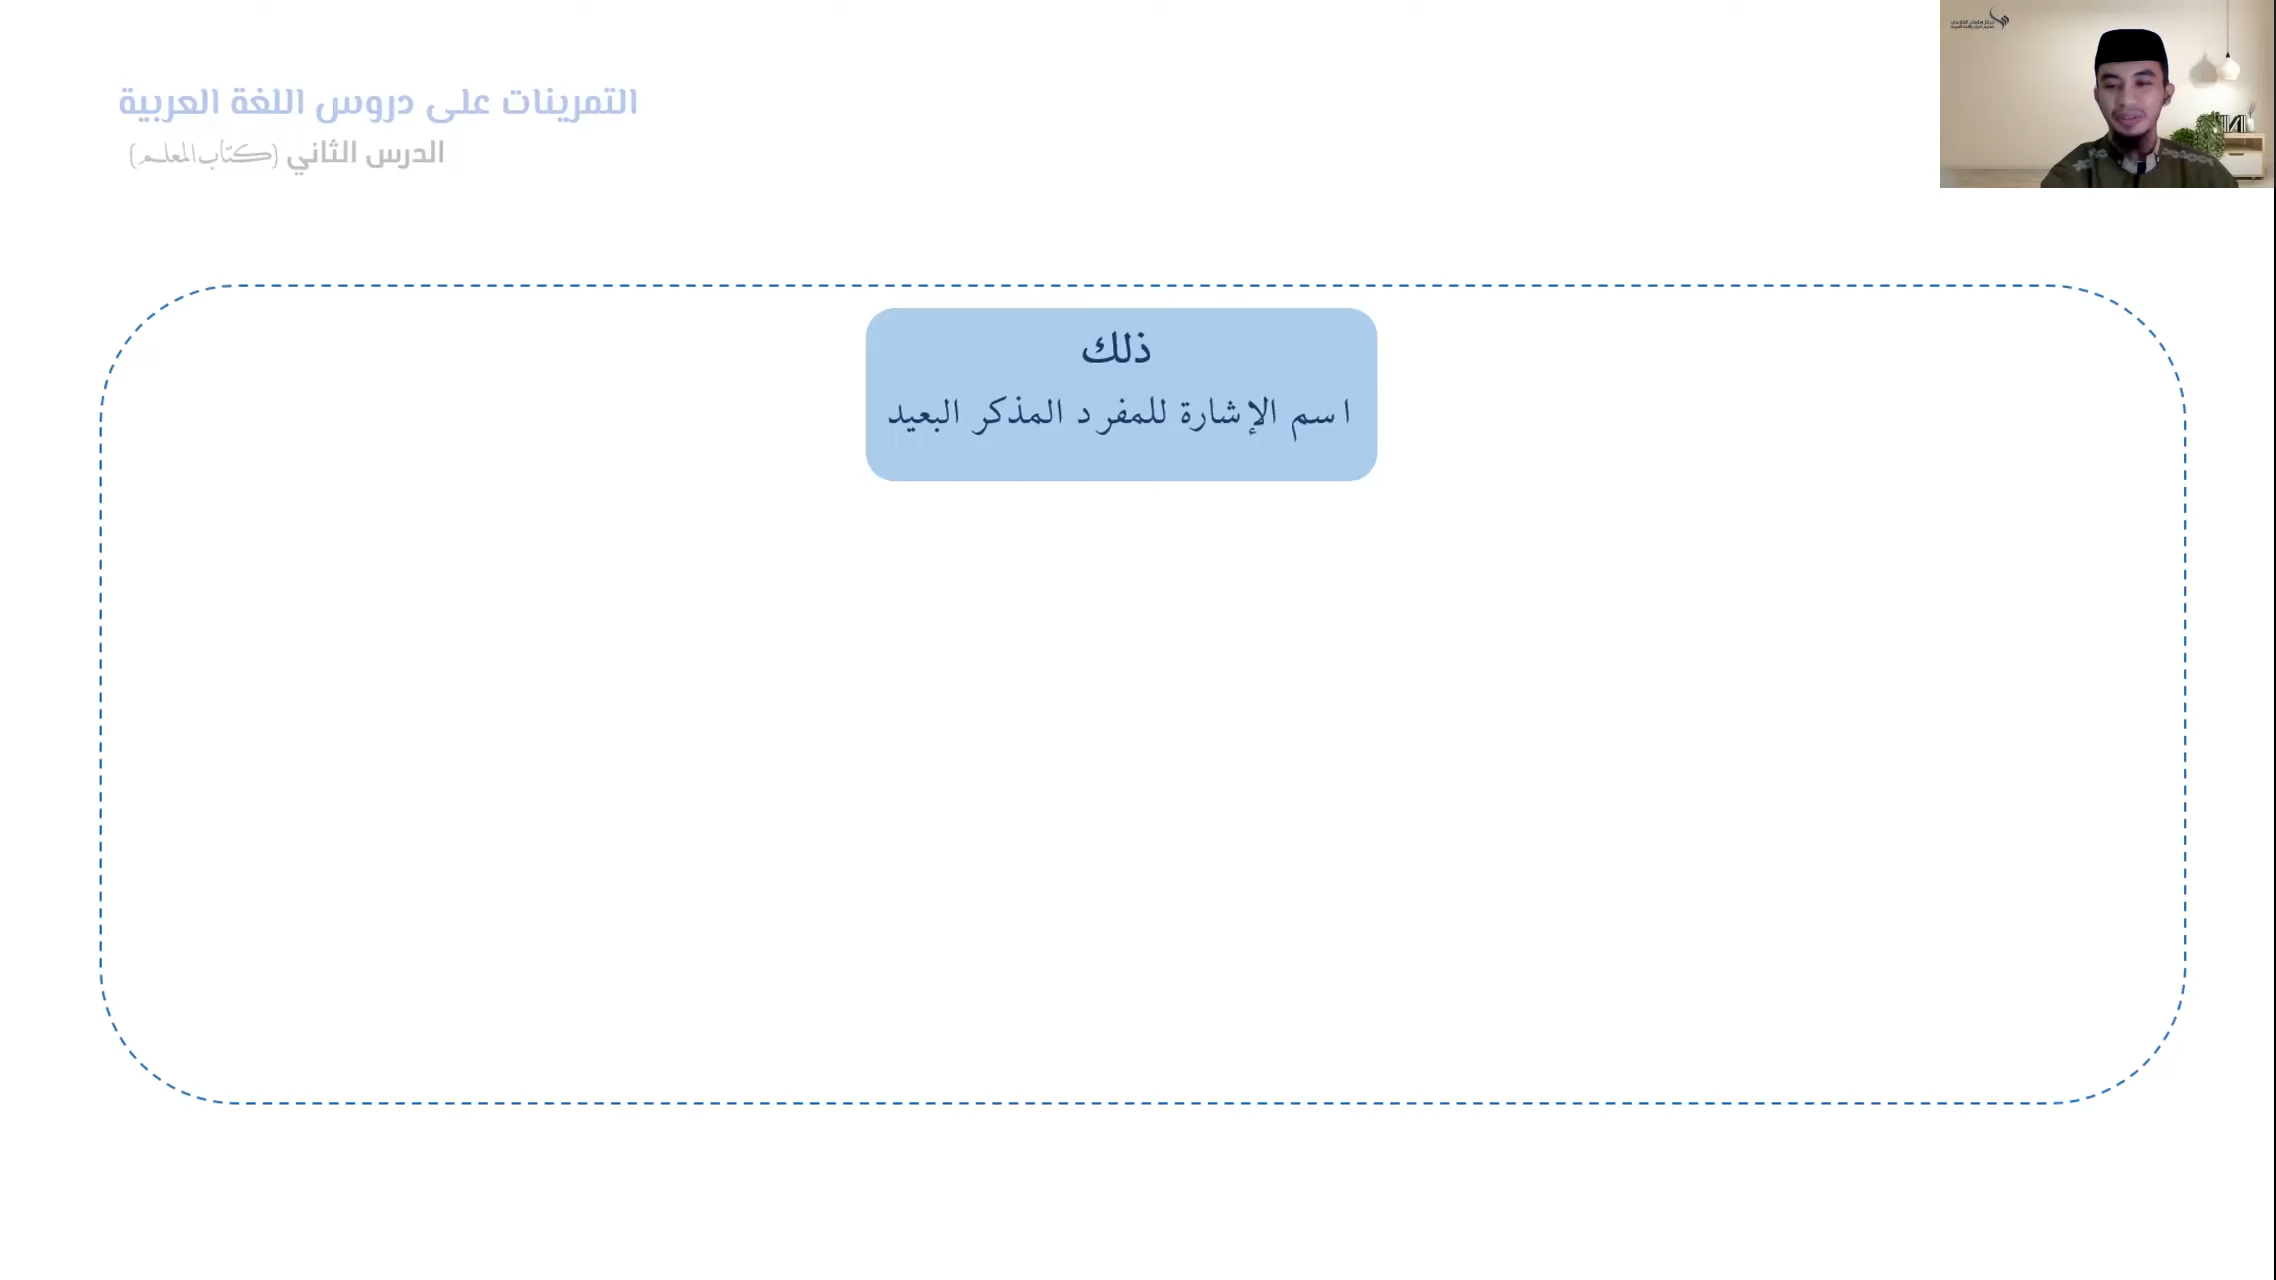 التمرينات على دروس اللغة العربية
الدرس الثاني (كتاب المعلم)
ذلك
اسم الإشارة للمفرد المذكر البعيد